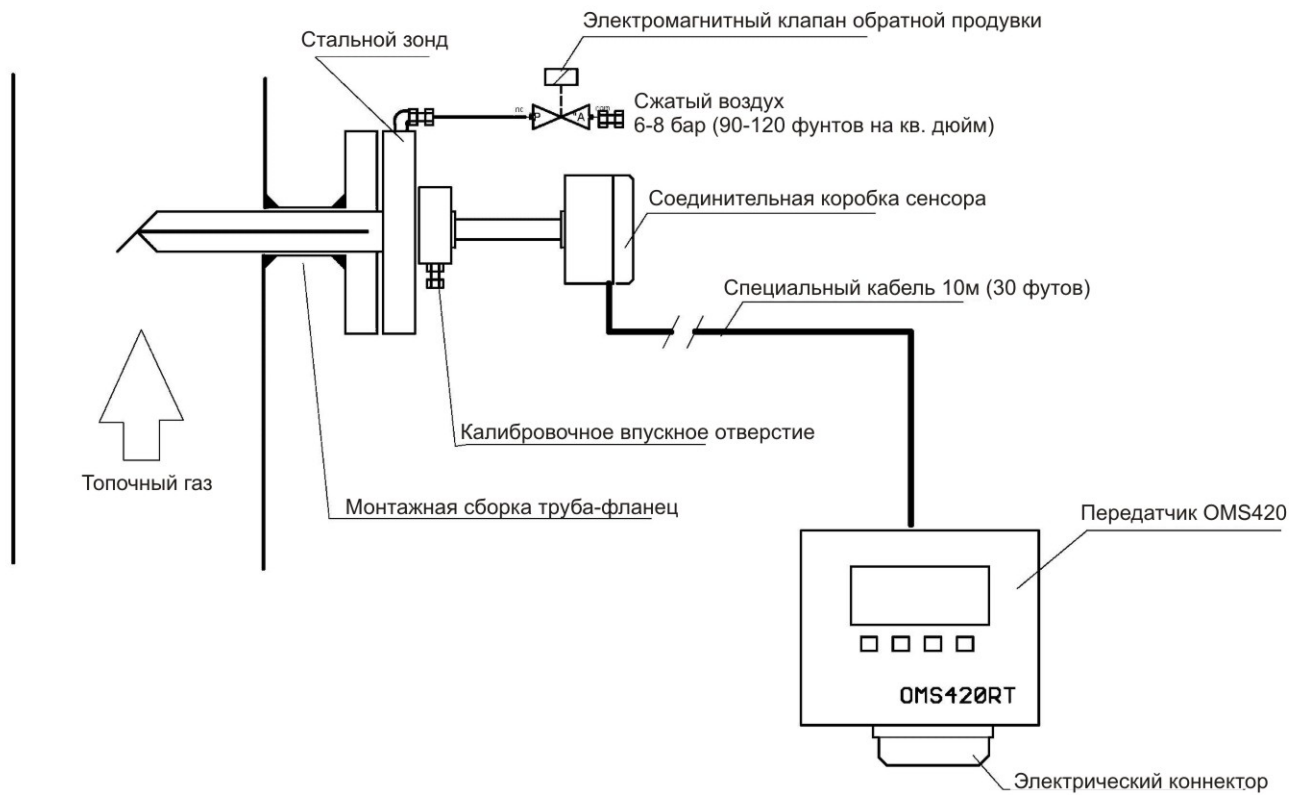 Электромагнитный клапан обратной продувки
Стальной зонд
nc
com
P
"A
Сжатый воздух
6-8 бар (90-120 фунтов на кв. дюйм)
Соединительная коробка сенсора
Специальный кабель 10м (30 футов)
Калибровочное впускное отверстие
Топочный газ
Монтажная сборка труба-фланец
Передатчик OMS420
OMS420RT
Электрический коннектор